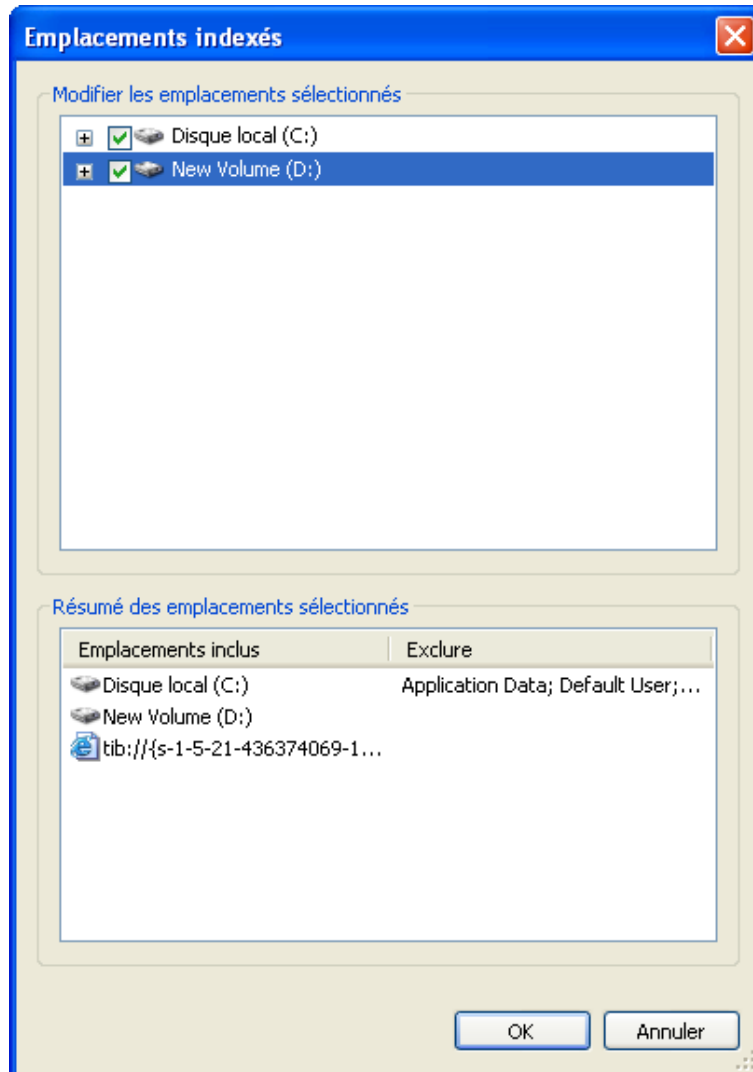 Emplacements indexés
Modifier les emplacements sélectionnés
Disque local (C:)
New Volume (D:)
Résumé des emplacements sélectionnés
Emplacements inclus Exclure
Disque local (C:) Application Data; Default User;...
New Volume (D:)
tib://{s-1-5-21-436374069-1...
OK Annuler